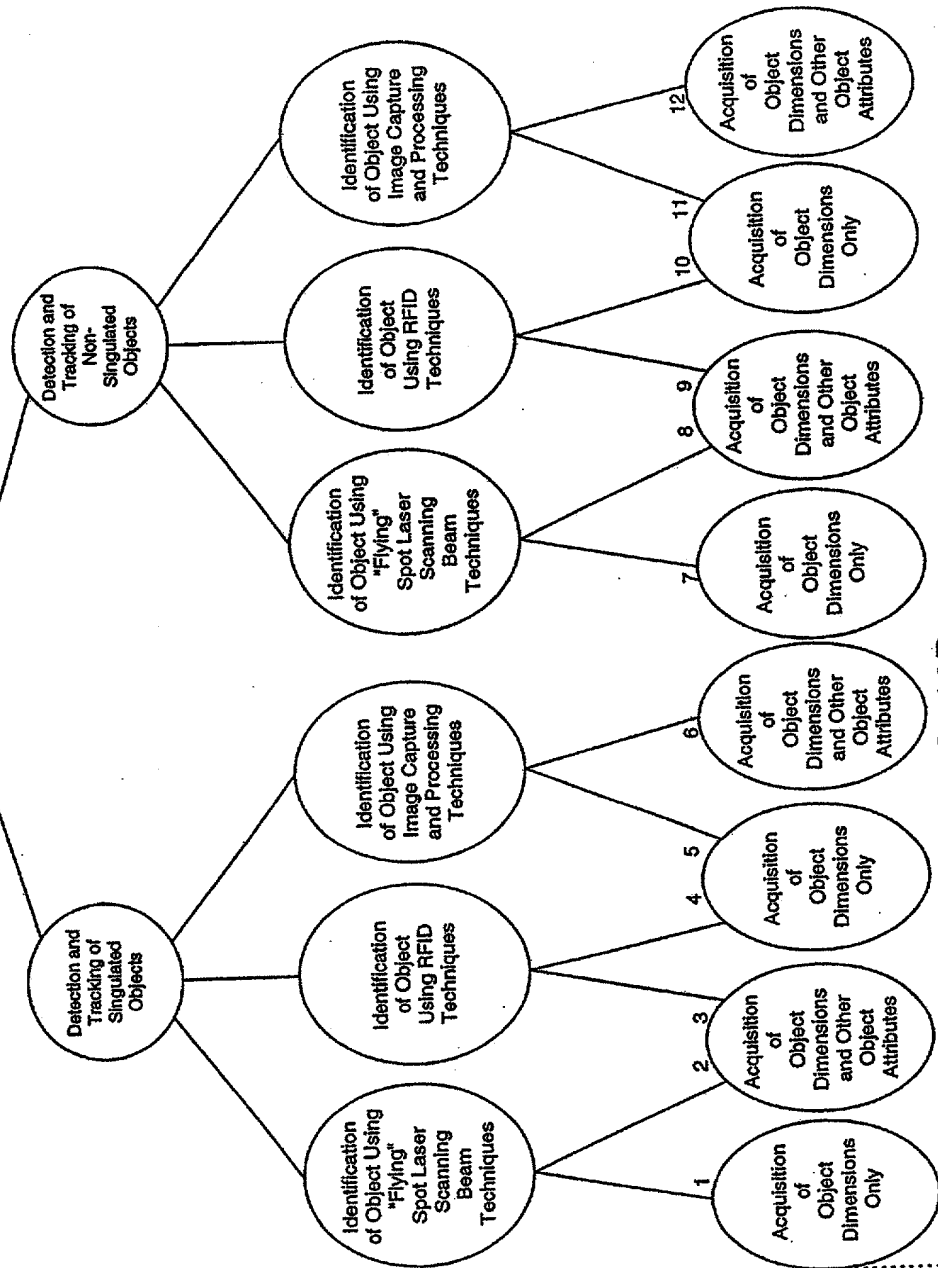 Detection and
Tracking of
Singulated
Objects
Detection and
Tracking of
Non-
Singulated
Objects
Identification
of Object Using
"Flying"
Spot Laser
Scanning
Beam
Techniques
Identification
of Object
Using RFID
Techniques
Identification
of Object Using
Image Capture
and Processing
Techniques
Identification
of Object Using
"Flying"
Spot Laser
Scanning
Beam
Techniques
Identification
of Object
Using RFID
Techniques
Identification
of Object Using
Image Capture
and Processing
Techniques
1
2
3
4
5
6
7
8
9
10
11
12
Acquisition
of
Object
Dimensions
Only
Acquisition
of
Object
Dimensions
and Other
Object
Attributes
Acquisition
of
Object
Dimensions
Only
Acquisition
of
Object
Dimensions
and Other
Object
Attributes
Acquisition
of
Object
Dimensions
Only
Acquisition
of
Object
Dimensions
and Other
Object
Attributes
Acquisition
of
Object
Dimensions
Only
Acquisition
of
Object
Dimensions
and Other
Object
Attributes